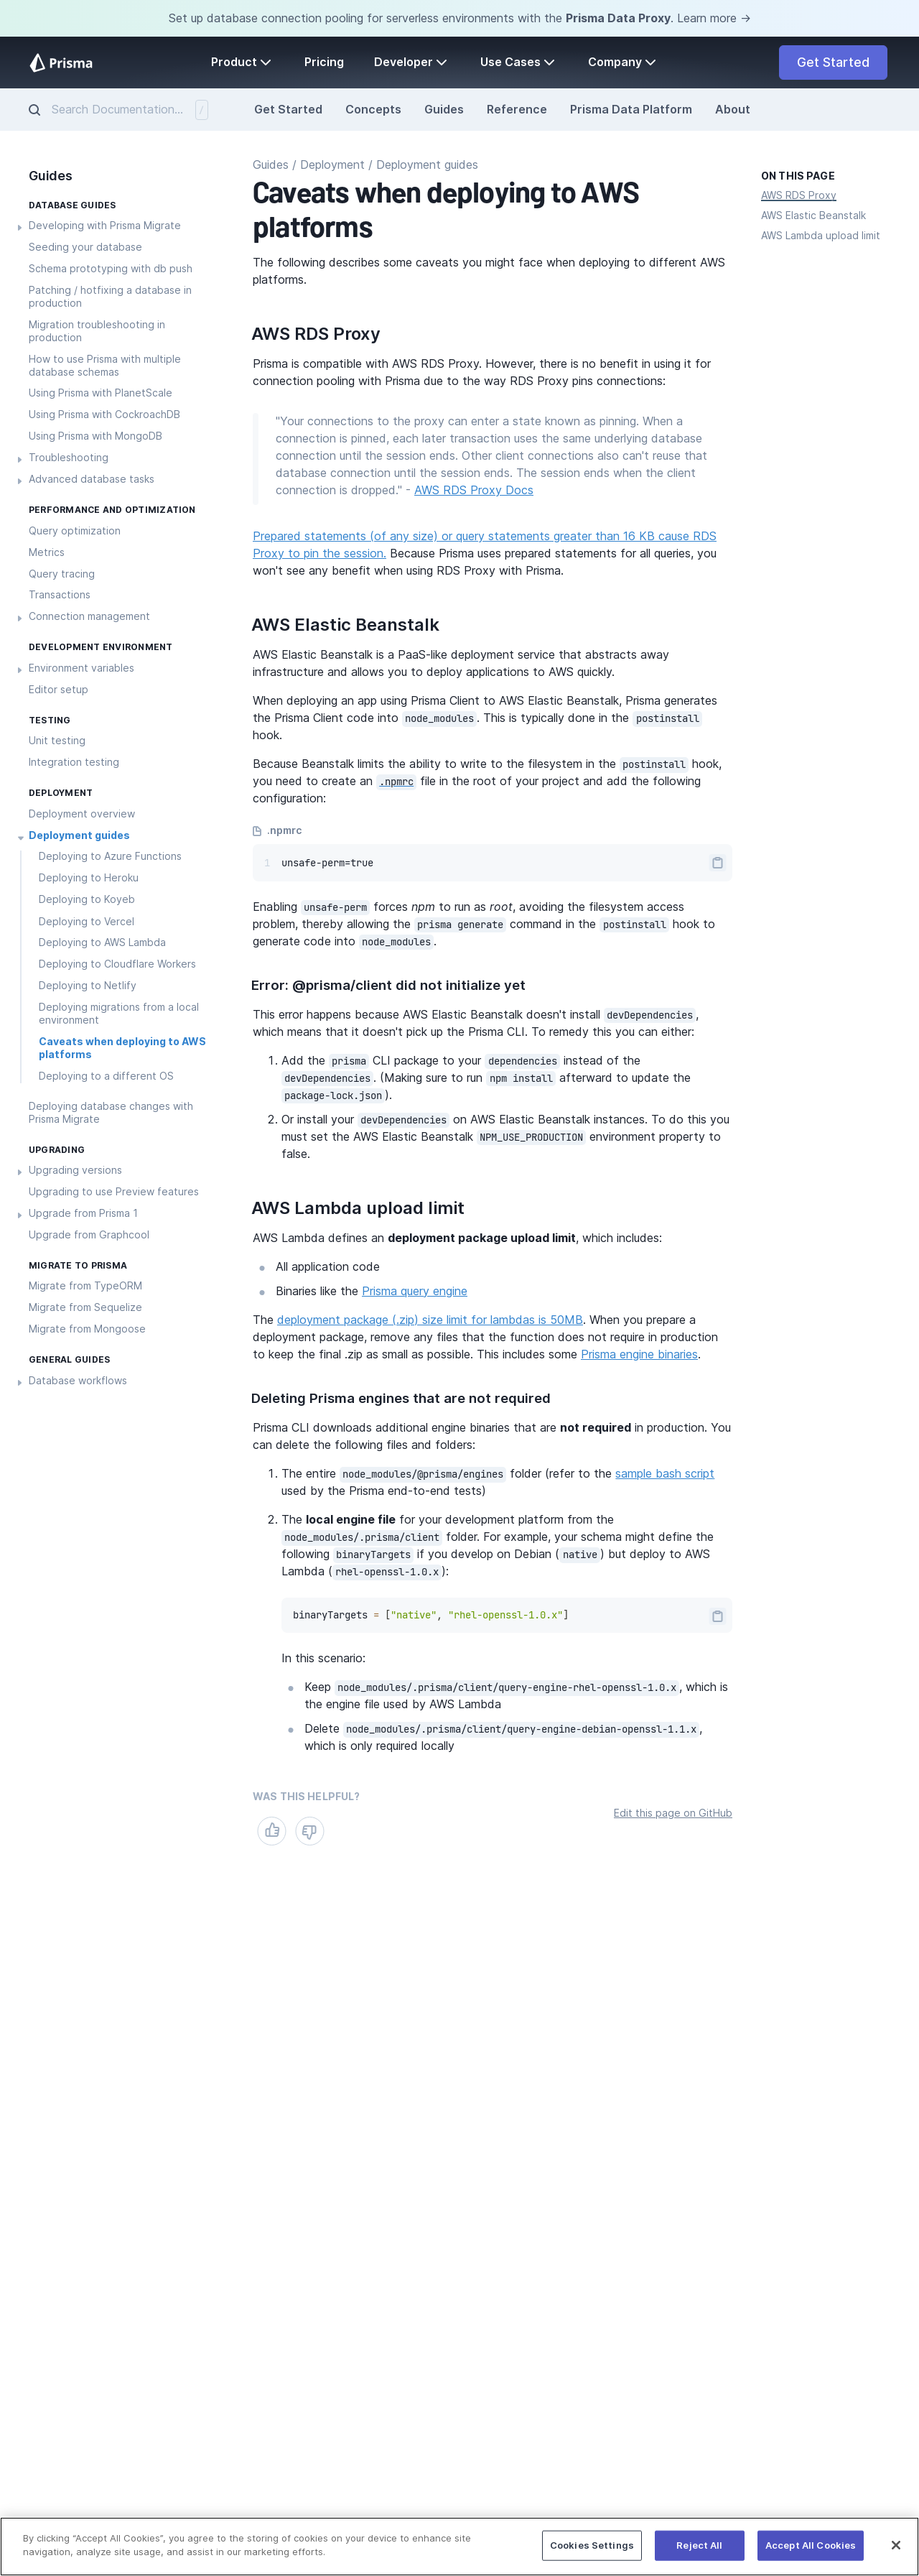 Set up database connection pooling for serverless environments with the Prisma Data Proxy. Learn more →
Prisma
Product
Pricing
Developer
Use Cases
Company
Get Started
Search Documentation...
/
Get Started
Concepts
Guides
Reference
Prisma Data Platform
About
Guides
DATABASE GUIDES
Developing with Prisma Migrate
Seeding your database
Schema prototyping with db push
Patching / hotfixing a database in
production
Migration troubleshooting in
production
How to use Prisma with multiple
database schemas
Using Prisma with PlanetScale
Using Prisma with CockroachDB
Using Prisma with MongoDB
Troubleshooting
Advanced database tasks
PERFORMANCE AND OPTIMIZATION
Query optimization
Metrics
Query tracing
Transactions
Connection management
DEVELOPMENT ENVIRONMENT
Environment variables
Editor setup
TESTING
Unit testing
Integration testing
DEPLOYMENT
Deployment overview
Deployment guides
Deploying to Azure Functions
Deploying to Heroku
Deploying to Koyeb
Deploying to Vercel
Deploying to AWS Lambda
Deploying to Cloudflare Workers
Deploying to Netlify
Deploying migrations from a local
environment
Caveats when deploying to AWS
platforms
Deploying to a different OS
Deploying database changes with
Prisma Migrate
UPGRADING
Upgrading versions
Upgrading to use Preview features
Upgrade from Prisma 1
Upgrade from Graphcool
MIGRATE TO PRISMA
Migrate from TypeORM
Migrate from Sequelize
Migrate from Mongoose
GENERAL GUIDES
Database workflows
Guides / Deployment / Deployment guides
Caveats when deploying to AWS
platforms
The following describes some caveats you might face when deploying to different AWS
platforms.
AWS RDS Proxy
Prisma is compatible with AWS RDS Proxy. However, there is no benefit in using it for
connection pooling with Prisma due to the way RDS Proxy pins connections:
"Your connections to the proxy can enter a state known as pinning. When a
connection is pinned, each later transaction uses the same underlying database
connection until the session ends. Other client connections also can't reuse that
database connection until the session ends. The session ends when the client
connection is dropped." - AWS RDS Proxy Docs
Prepared statements (of any size) or query statements greater than 16 KB cause RDS
Proxy to pin the session. Because Prisma uses prepared statements for all queries, you
won't see any benefit when using RDS Proxy with Prisma.
AWS Elastic Beanstalk
AWS Elastic Beanstalk is a PaaS-like deployment service that abstracts away
infrastructure and allows you to deploy applications to AWS quickly.
When deploying an app using Prisma Client to AWS Elastic Beanstalk, Prisma generates
the Prisma Client code into node_modules. This is typically done in the postinstall
hook.
Because Beanstalk limits the ability to write to the filesystem in the postinstall hook,
you need to create an .npmrc file in the root of your project and add the following
configuration:
.npmrc
1 unsafe-perm=true
Enabling unsafe-perm forces npm to run as root, avoiding the filesystem access
problem, thereby allowing the prisma generate command in the postinstall hook to
generate code into node_modules.
Error: @prisma/client did not initialize yet
This error happens because AWS Elastic Beanstalk doesn't install devDependencies,
which means that it doesn't pick up the Prisma CLI. To remedy this you can either:
1. Add the prisma CLI package to your dependencies instead of the
devDependencies. (Making sure to run npm install afterward to update the
package-lock.json).
2. Or install your devDependencies on AWS Elastic Beanstalk instances. To do this you
must set the AWS Elastic Beanstalk NPM_USE_PRODUCTION environment property to
false.
AWS Lambda upload limit
AWS Lambda defines an deployment package upload limit, which includes:
All application code
Binaries like the Prisma query engine
The deployment package (.zip) size limit for lambdas is 50MB. When you prepare a
deployment package, remove any files that the function does not require in production
to keep the final .zip as small as possible. This includes some Prisma engine binaries.
Deleting Prisma engines that are not required
Prisma CLI downloads additional engine binaries that are not required in production. You
can delete the following files and folders:
1. The entire node_modules/@prisma/engines folder (refer to the sample bash script
used by the Prisma end-to-end tests)
2. The local engine file for your development platform from the
node_modules/.prisma/client folder. For example, your schema might define the
following binaryTargets if you develop on Debian (native) but deploy to AWS
Lambda (rhel-openssl-1.0.x):
binaryTargets = ["native", "rhel-openssl-1.0.x"]
In this scenario:
Keep node_modules/.prisma/client/query-engine-rhel-openssl-1.0.x, which is
the engine file used by AWS Lambda
Delete node_modules/.prisma/client/query-engine-debian-openssl-1.1.x,
which is only required locally
WAS THIS HELPFUL?
Edit this page on GitHub
ON THIS PAGE
AWS RDS Proxy
AWS Elastic Beanstalk
AWS Lambda upload limit
By clicking “Accept All Cookies”, you agree to the storing of cookies on your device to enhance site
navigation, analyze site usage, and assist in our marketing efforts.
Cookies Settings
Reject All
Accept All Cookies